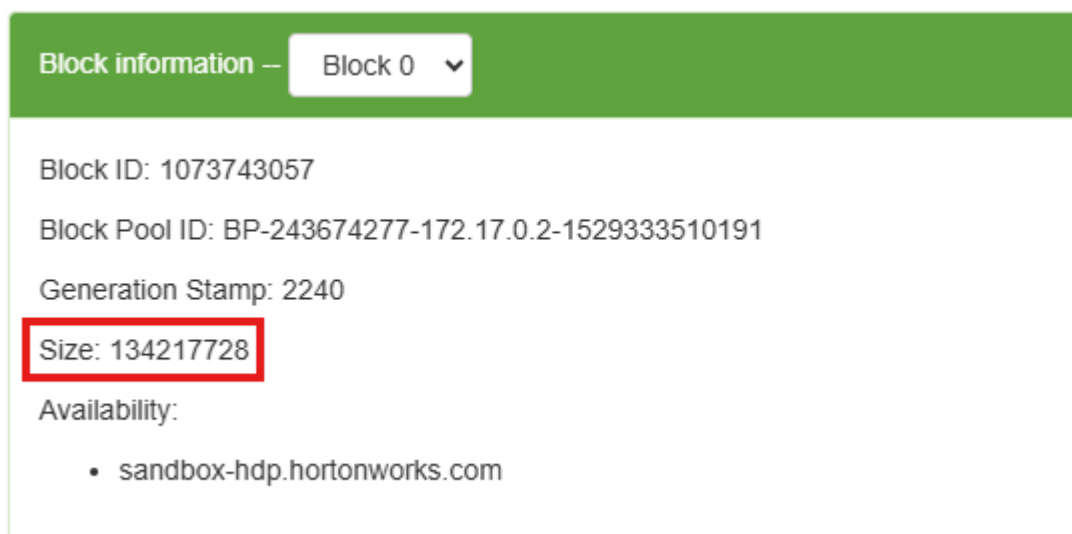 Block information -- Block 0
Block ID: 1073743057
Block Pool ID: BP-243674277-172.17.0.2-1529333510191
Generation Stamp: 2240
Size: 134217728
Availability:
• sandbox-hdp.hortonworks.com